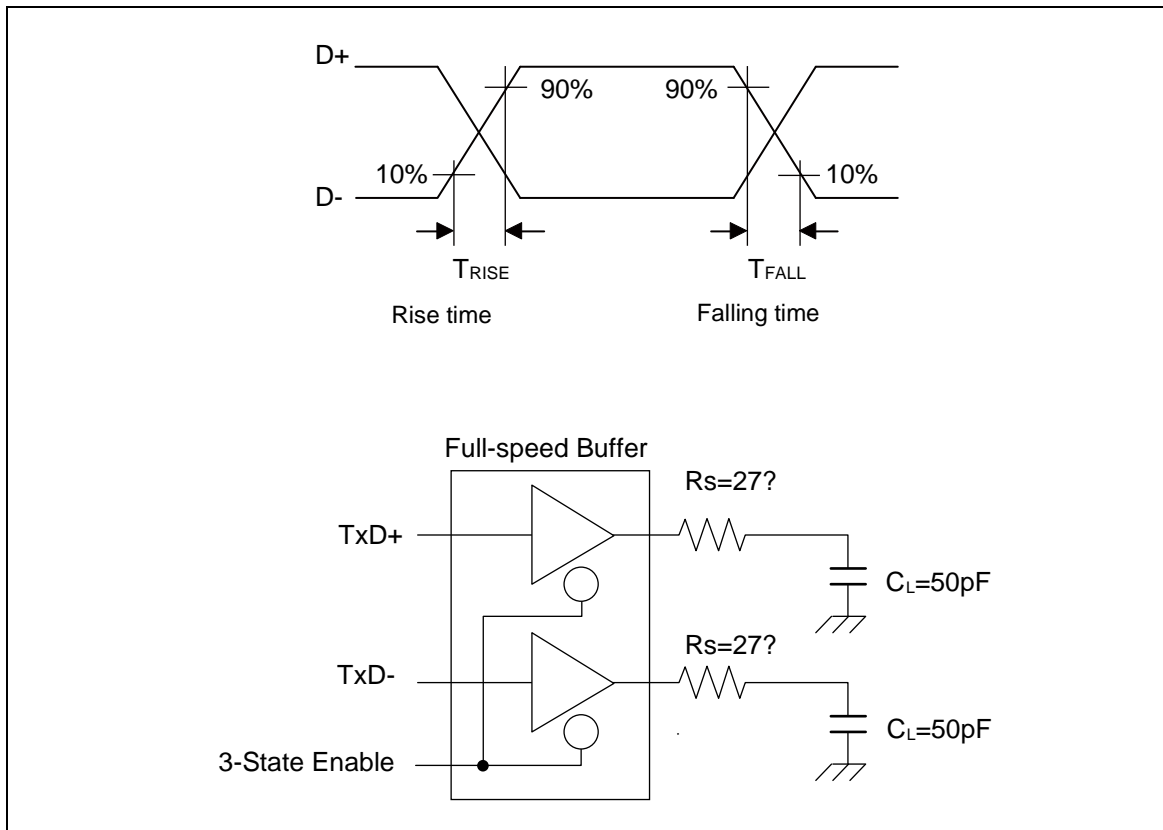 D+
90% 90%
10% 10%
D-
TRISE TFALL
Rise time Falling time
Full-speed Buffer
Rs=27?
TxD+
CL=50pF
Rs=27?
TxD-
CL=50pF
3-State Enable